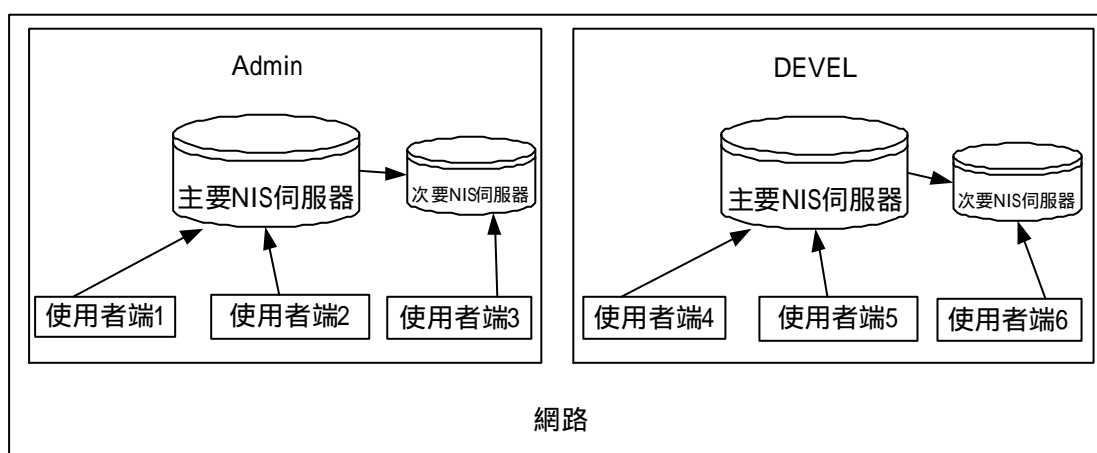 Admin
主要NIS伺服器
次要NIS伺服器
使用者端1
使用者端2
使用者端3
DEVEL
主要NIS伺服器
次要NIS伺服器
使用者端4
使用者端5
使用者端6
網路